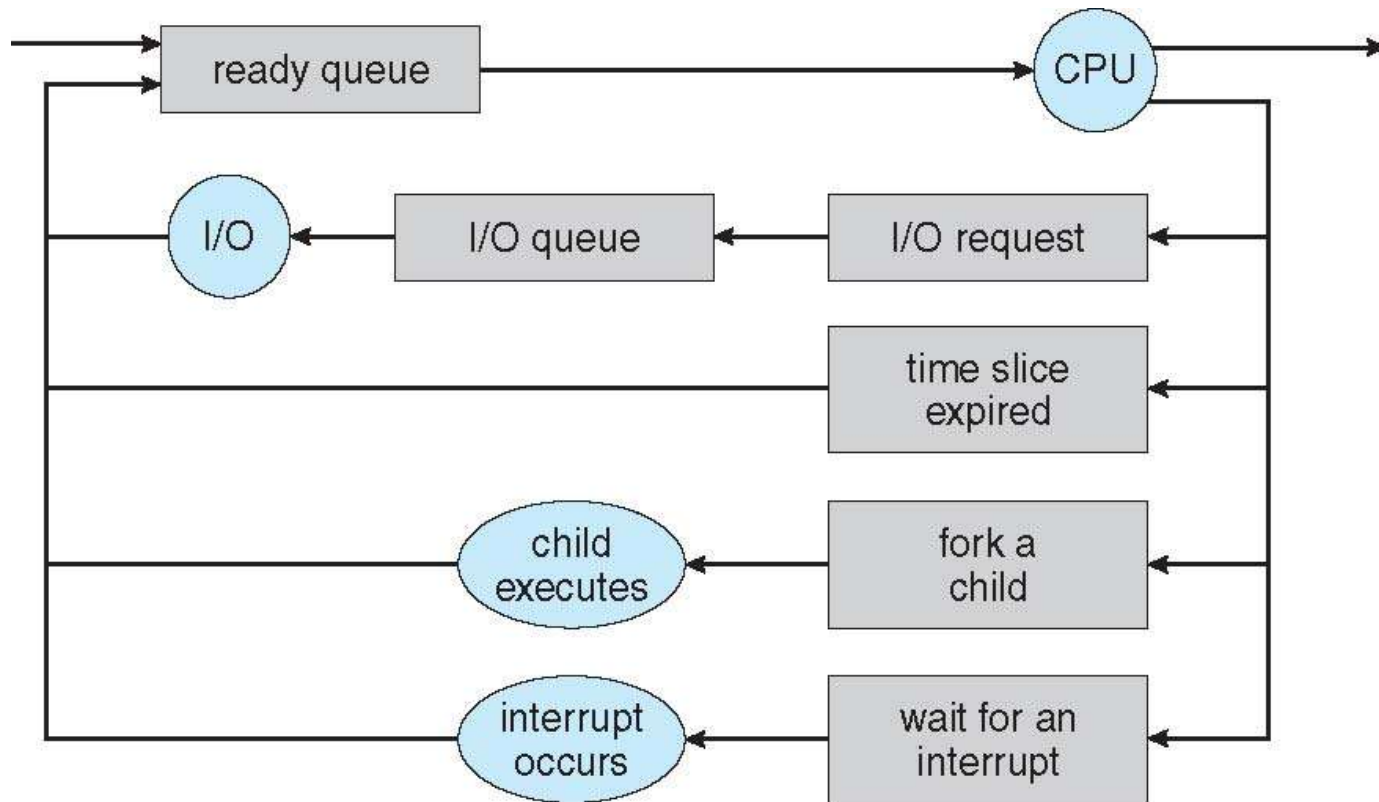 ready queue
CPU
I/O
I/O queue
I/O request
time slice
expired
child
executes
fork a
child
interrupt
occurs
wait for an
interrupt